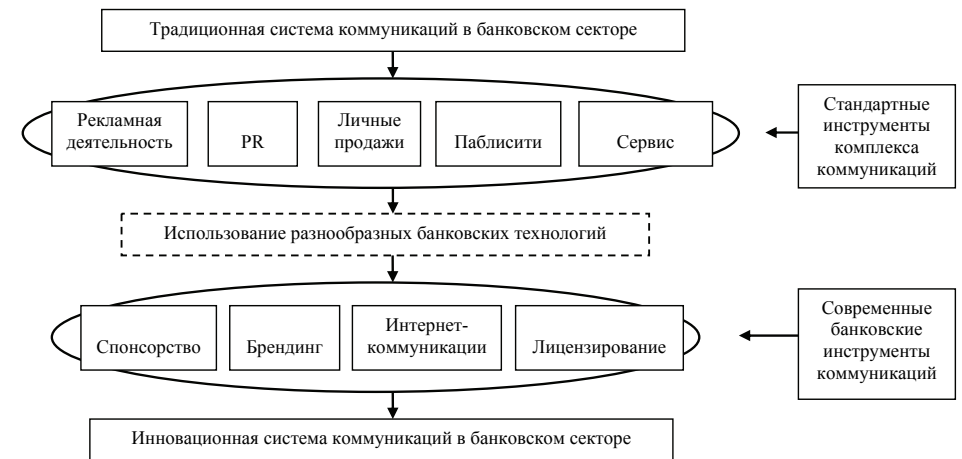 Традиционная система коммуникаций в банковском секторе
Рекламная
деятельность
PR
Личные
продажи
Паблисити
Сервис
Стандартные
инструменты
комплекса
коммуникаций
Использование разнообразных банковских технологий
Спонсорство
Брендинг
Интернет-
коммуникации
Лицензирование
Современные
банковские
инструменты
коммуникаций
Инновационная система коммуникаций в банковском секторе